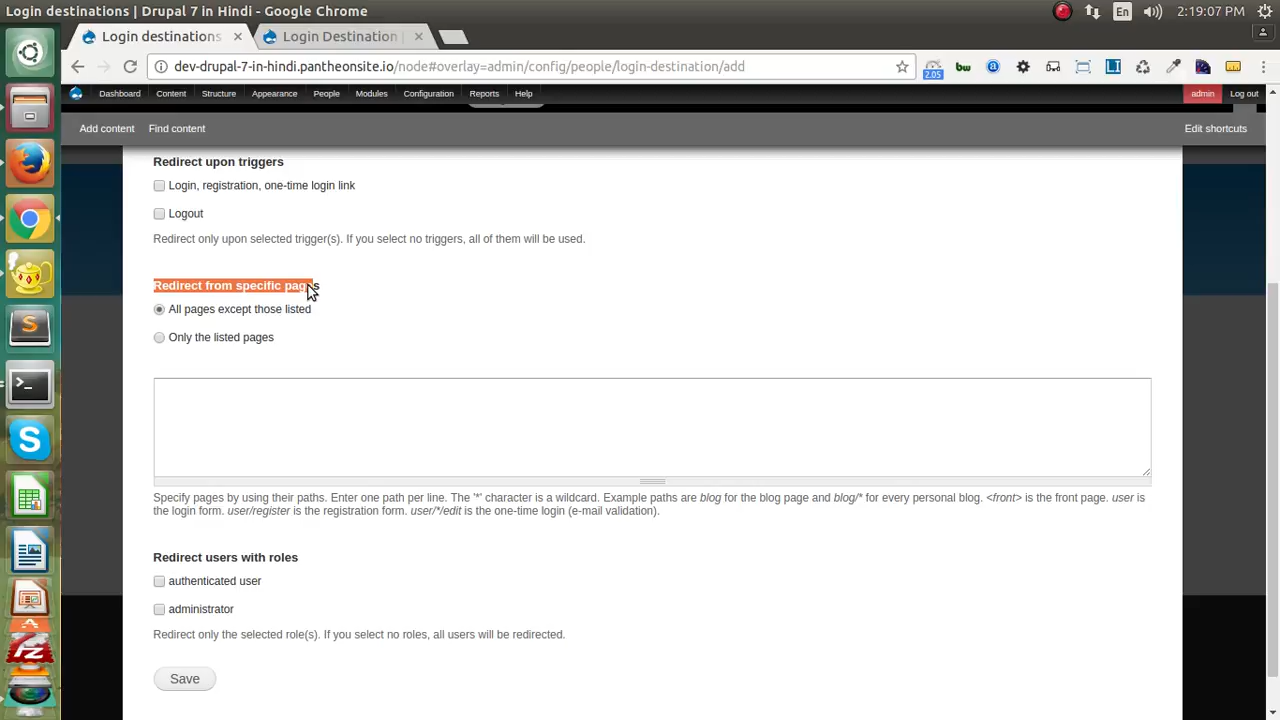 Login destinations | Drupal 7 in Hindi - Google Chrome
En
2:19:07 PM
Login destinations
Login Destination |
dev-drupal-7-in-hindi.pantheonsite.io/node#overlay=admin/config/people/login-destination/add
2.05
bw
Dashboard Content Structure Appearance People Modules Configuration Reports Help
admin Log out
Add content Find content
Edit shortcuts
Redirect upon triggers
Login, registration, one-time login link
Logout
Redirect only upon selected trigger(s). If you select no triggers, all of them will be used.
Redirect from specific pages
All pages except those listed
Only the listed pages
Specify pages by using their paths. Enter one path per line. The '*' character is a wildcard. Example paths are blog for the blog page and blog/* for every personal blog. <front> is the front page. user is
the login form. user/register is the registration form. user/*/edit is the one-time login (e-mail validation).
Redirect users with roles
authenticated user
administrator
Redirect only the selected role(s). If you select no roles, all users will be redirected.
Save